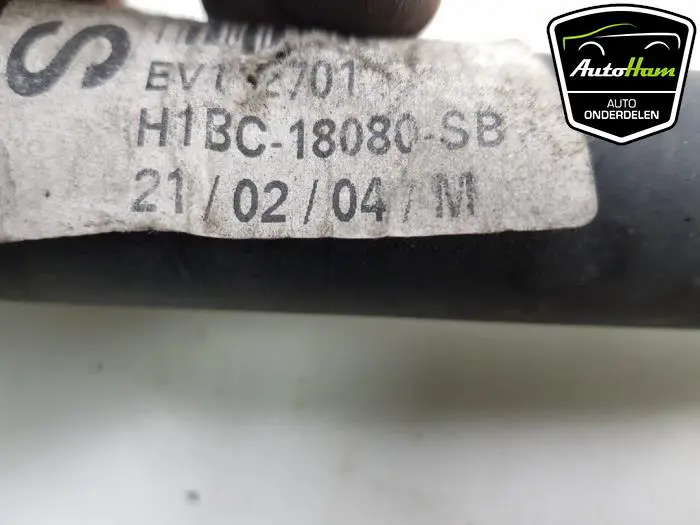 S
H1BC-18080-SB
21/02/04/M
AutoHam
AUTO
ONDERDELEN